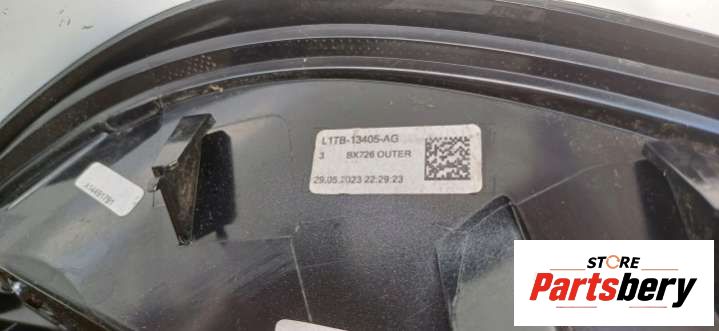 L1TB-13405-AG
3 BX726 OUTER
29.05.2023 22:29:23
STORE
Partsbery